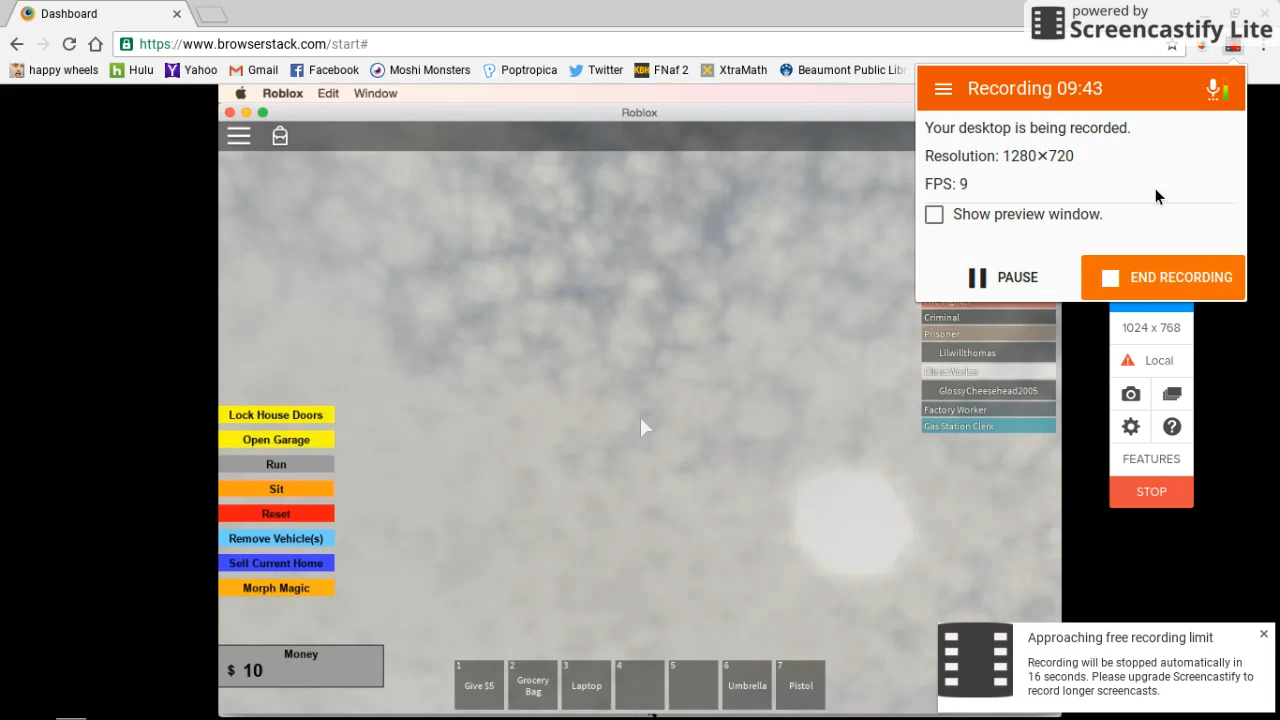 Dashboard
powered by
Screencastify Lite
https://www.browserstack.com/start#
happy wheels
Hulu
Yahoo
Gmail
Facebook
Moshi Monsters
Poptropica
Twitter
FNaf 2
XtraMath
Beaumont Public Libr
Roblox Edit Window
Roblox
Recording 09:43
Your desktop is being recorded.
Resolution: 1280×720
FPS: 9
Show preview window.
PAUSE
END RECORDING
Criminal
Prisoner
Lilwillthomas
Clinic Worker
GlossyCheesehead2005
Factory Worker
Gas Station Clerk
1024 x 768
Local
FEATURES
STOP
Lock House Doors
Open Garage
Run
Sit
Reset
Remove Vehicle(s)
Sell Current Home
Morph Magic
Money
$ 10
1 Give $5
2 Grocery Bag
3 Laptop
4
5
6 Umbrella
7 Pistol
Approaching free recording limit
Recording will be stopped automatically in
16 seconds. Please upgrade Screencastify to
record longer screencasts.